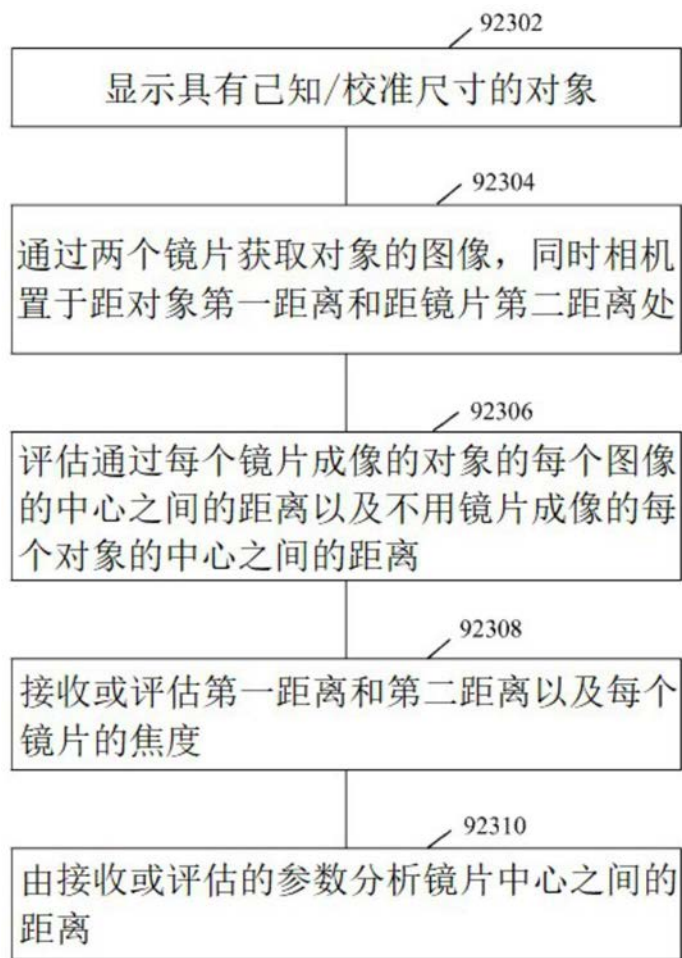 92302
显示具有已知/校准尺寸的对象
92304
通过两个镜片获取对象的图像，同时相机
置于距对象第一距离和距镜片第二距离处
92306
评估通过每个镜片成像的对象的每个图像
的中心之间的距离以及不用镜片成像的每
个对象的中心之间的距离
92308
接收或评估第一距离和第二距离以及每个
镜片的焦度
92310
由接收或评估的参数分析镜片中心之间的
距离